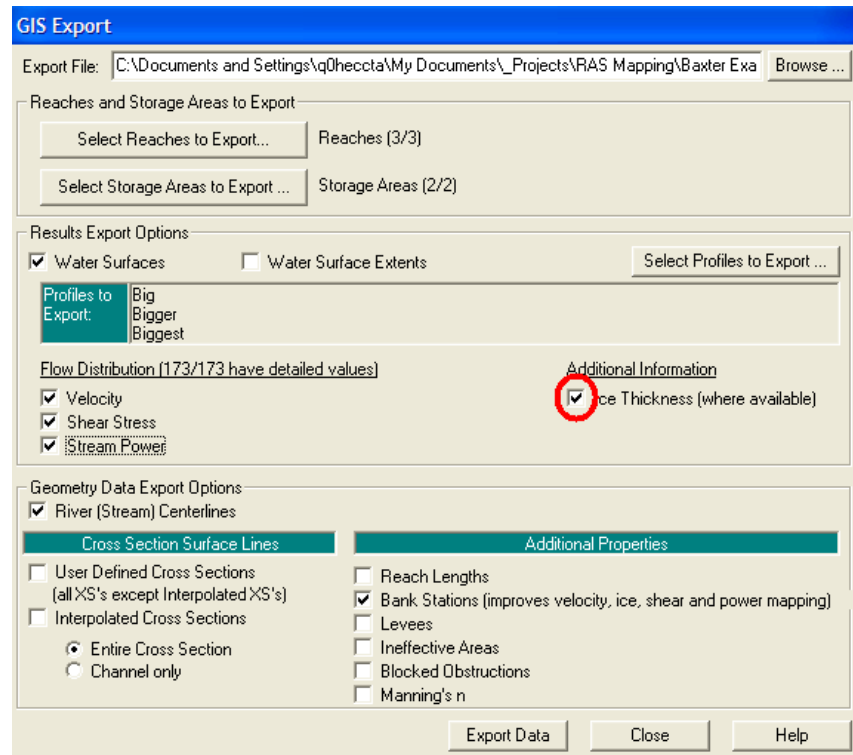 GIS Export
Export File: C:\Documents and Settings\q0heccta\My Documents\_Projects\RAS Mapping\Baxter Exa Browse ...
Reaches and Storage Areas to Export
Select Reaches to Export... Reaches (3/3)
Select Storage Areas to Export ... Storage Areas (2/2)
Results Export Options
Water Surfaces Water Surface Extents Select Profiles to Export ...
Profiles to Export: Big
Bigger
Biggest
Flow Distribution (173/173 have detailed values)
Velocity
Shear Stress
Stream Power
Additional Information
ce Thickness (where available)
Geometry Data Export Options
River (Stream) Centerlines
Cross Section Surface Lines
User Defined Cross Sections
(all XS's except Interpolated XS's)
Interpolated Cross Sections
Entire Cross Section
Channel only
Additional Properties
Reach Lengths
Bank Stations (improves velocity, ice, shear and power mapping)
Levees
Ineffective Areas
Blocked Obstructions
Manning's n
Export Data Close Help